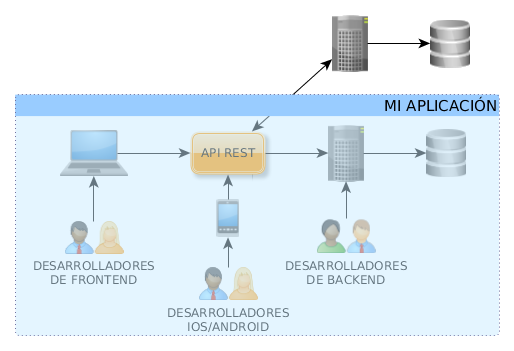 MI APLICACIÓN
API REST
DESARROLLADORES
DE FRONTEND
DESARROLLADORES
IOS/ANDROID
DESARROLLADORES
DE BACKEND